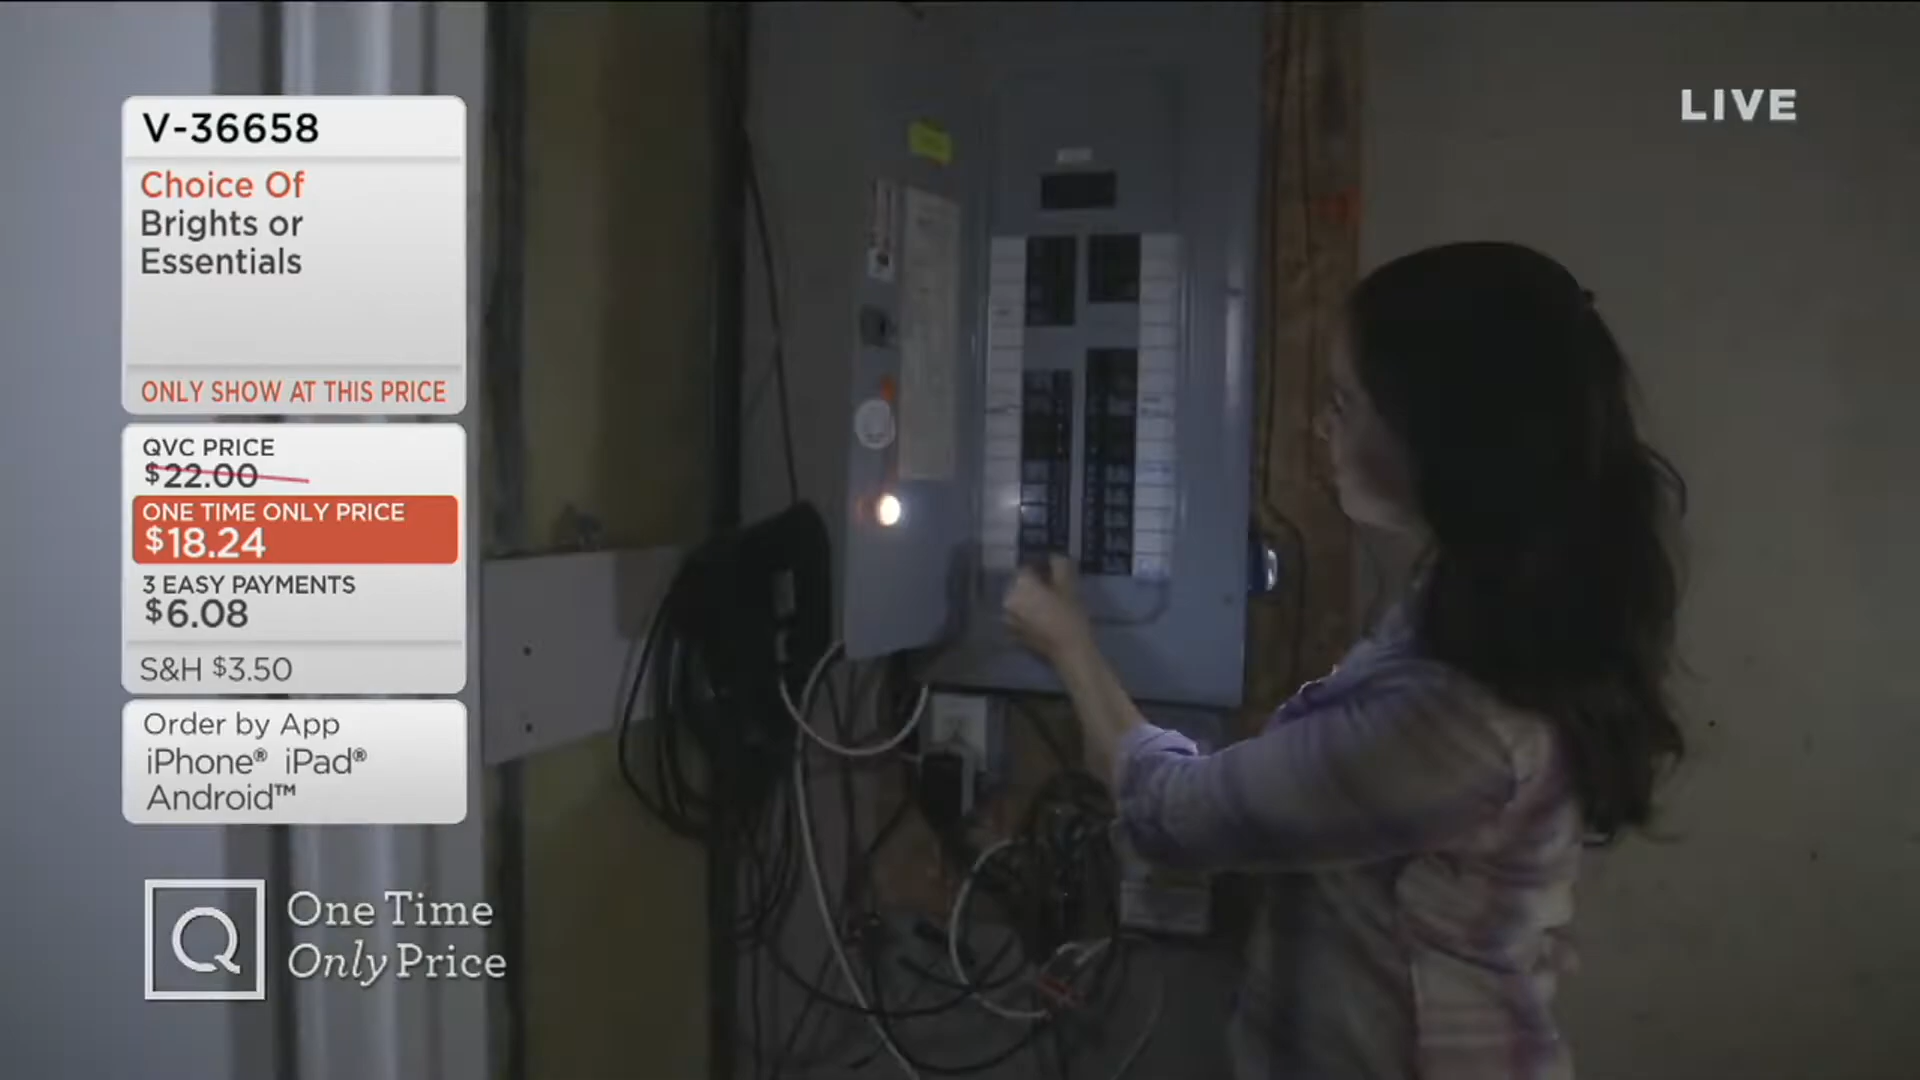 V-36658
Choice Of
Brights or
Essentials
ONLY SHOW AT THIS PRICE
QVC PRICE
$22.00
ONE TIME ONLY PRICE
$18.24
3 EASY PAYMENTS
$6.08
S&H $3.50
Order by App
iPhone® iPad®
Android™
Q
One Time
Only Price
LIVE